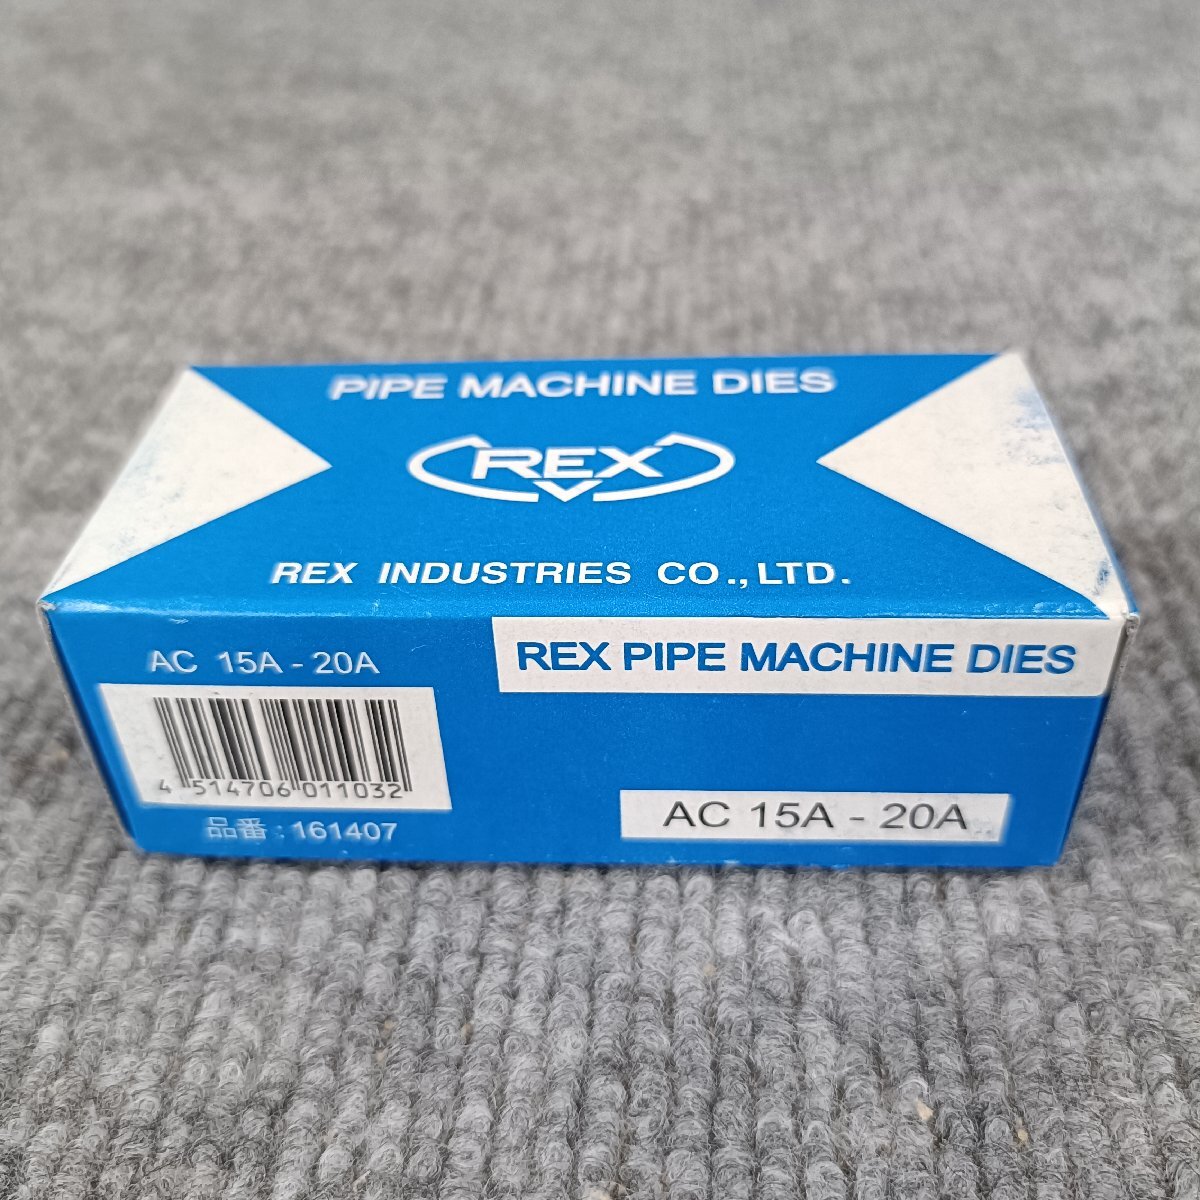 PIPE MACHINE DIES
REX
REX INDUSTRIES CO.,LTD.
AC 15A - 20A
REX PIPE MACHINE DIES
4 514706 011032
AC 15A - 20A
品番:161407